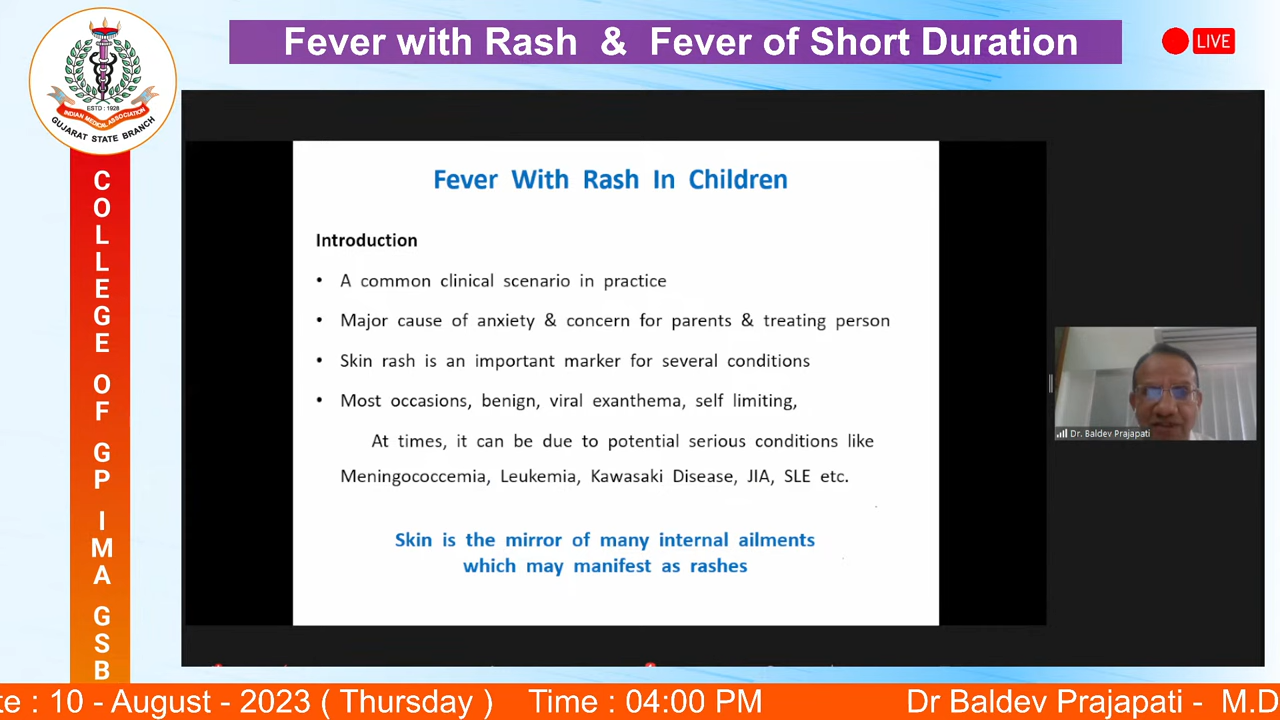 Fever with Rash & Fever of Short Duration
LIVE
ESTD : 1928
INDIAN MEDICAL ASSOCIATION
GUJARAT STATE BRANCH
COLLEGE OF GP IMA GSB
Fever With Rash In Children
Introduction
• A common clinical scenario in practice
• Major cause of anxiety & concern for parents & treating person
• Skin rash is an important marker for several conditions
• Most occasions, benign, viral exanthema, self limiting,
At times, it can be due to potential serious conditions like
Meningococcemia, Leukemia, Kawasaki Disease, JIA, SLE etc.
Skin is the mirror of many internal ailments
which may manifest as rashes
Dr. Baldev Prajapati
te : 10 - August - 2023 ( Thursday ) Time : 04:00 PM Dr Baldev Prajapati - M.D